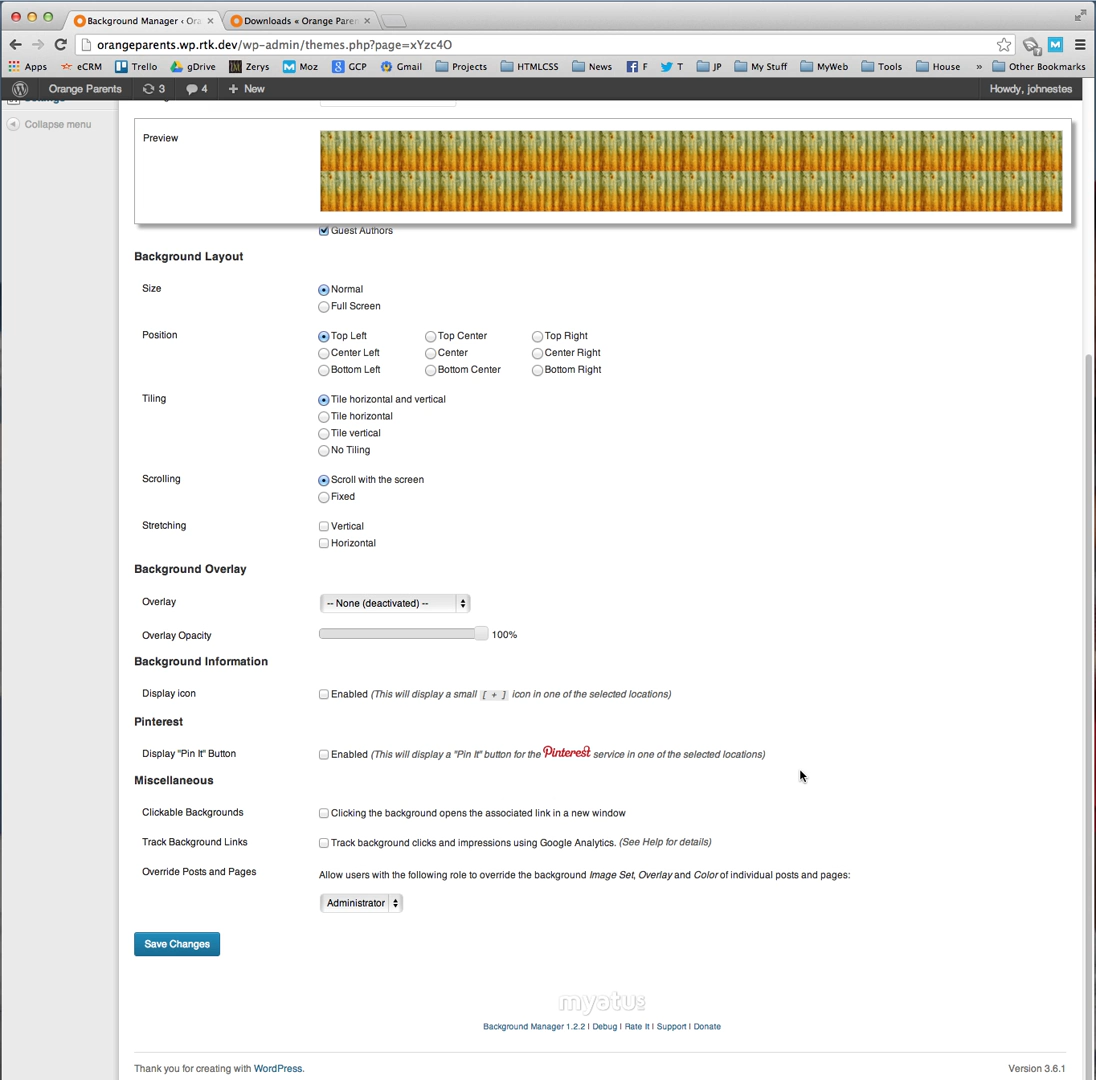 Background Manager ‹ Ora
Downloads « Orange Paren
orangeparents.wp.rtk.dev/wp-admin/themes.php?page=xYzc4O
Apps eCRM Trello gDrive Zerys Moz GCP Gmail Projects HTMLCSS News F T JP My Stuff MyWeb Tools House » Other Bookmarks
Orange Parents 3 4 + New Howdy, johnestes
Collapse menu
Preview
Guest Authors
Background Layout
Size Normal
Full Screen
Position Top Left Top Center Top Right
Center Left Center Center Right
Bottom Left Bottom Center Bottom Right
Tiling Tile horizontal and vertical
Tile horizontal
Tile vertical
No Tiling
Scrolling Scroll with the screen
Fixed
Stretching Vertical
Horizontal
Background Overlay
Overlay -- None (deactivated) --
Overlay Opacity 100%
Background Information
Display icon Enabled (This will display a small [ + ] icon in one of the selected locations)
Pinterest
Display "Pin It" Button Enabled (This will display a "Pin It" button for the Pinterest service in one of the selected locations)
Miscellaneous
Clickable Backgrounds Clicking the background opens the associated link in a new window
Track Background Links Track background clicks and impressions using Google Analytics. (See Help for details)
Override Posts and Pages Allow users with the following role to override the background Image Set, Overlay and Color of individual posts and pages:
Administrator
Save Changes
myatus
Background Manager 1.2.2 | Debug | Rate It | Support | Donate
Thank you for creating with WordPress. Version 3.6.1